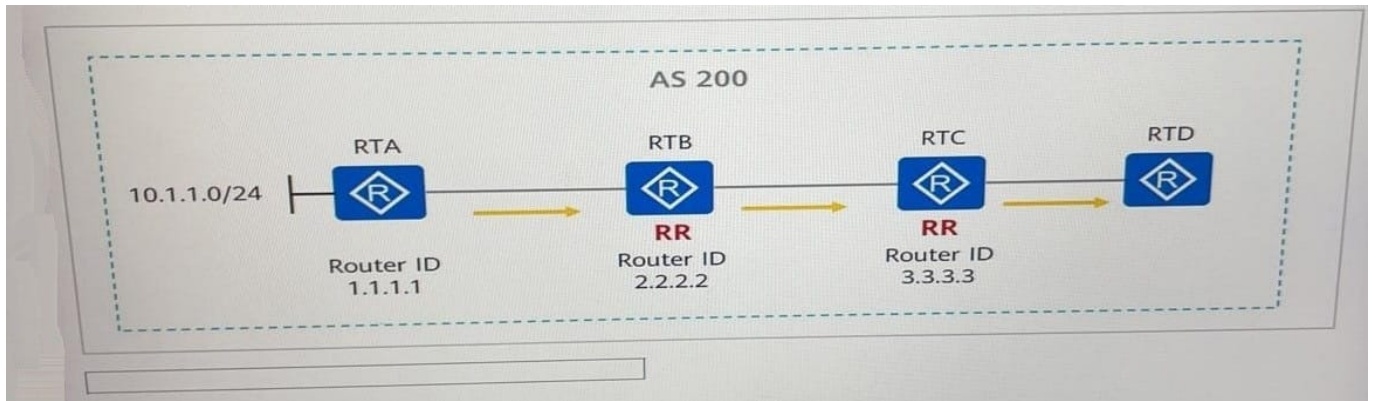 AS 200
RTA
RTB
RTC
RTD
10.1.1.0/24
R
R
R
R
RR
RR
Router ID
1.1.1.1
Router ID
2.2.2.2
Router ID
3.3.3.3